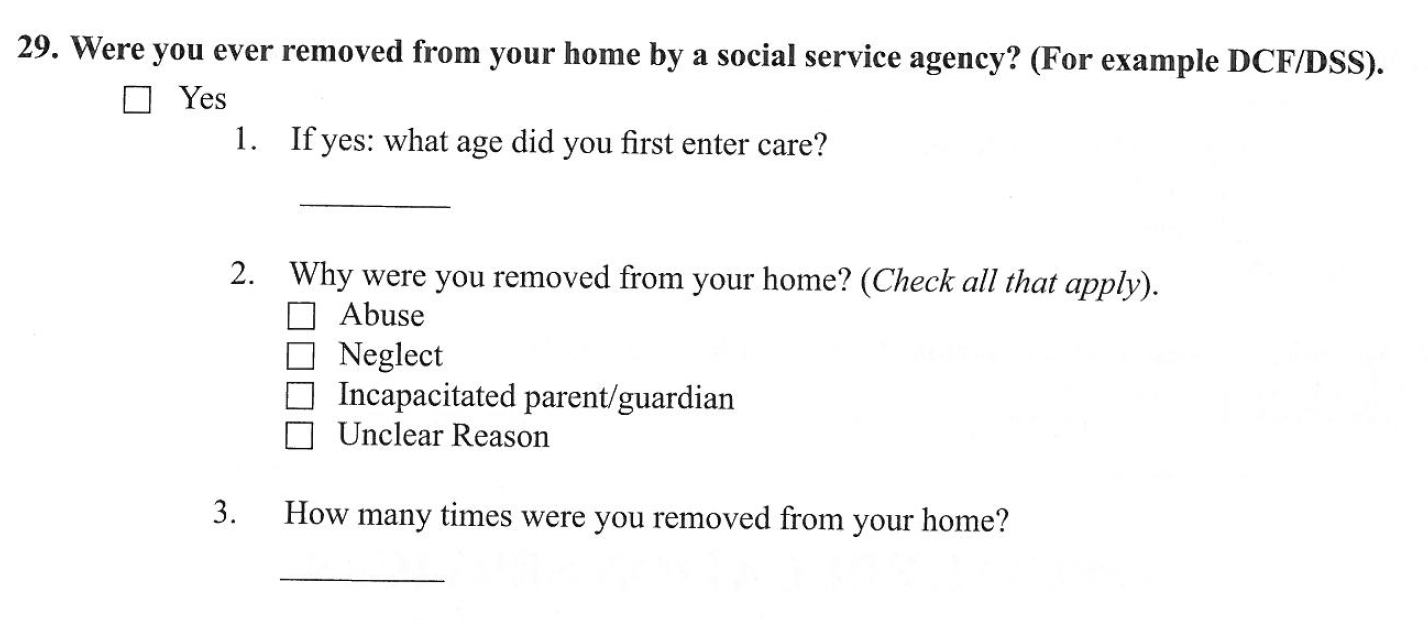 29. Were you ever removed from your home by a social service agency? (For example DCF/DSS).
☐ Yes
1. If yes: what age did you first enter care?
__________
2. Why were you removed from your home? (Check all that apply).
☐ Abuse
☐ Neglect
☐ Incapacitated parent/guardian
☐ Unclear Reason
3. How many times were you removed from your home?
__________